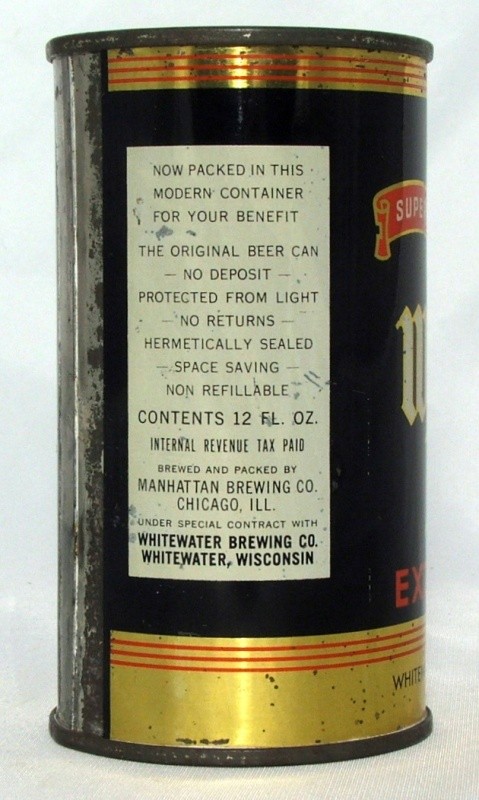 NOW PACKED IN THIS
MODERN CONTAINER
FOR YOUR BENEFIT
THE ORIGINAL BEER CAN
— NO DEPOSIT —
PROTECTED FROM LIGHT
— NO RETURNS —
HERMETICALLY SEALED
— SPACE SAVING —
NON REFILLABLE
CONTENTS 12 FL. OZ.
INTERNAL REVENUE TAX PAID
BREWED AND PACKED BY
MANHATTAN BREWING CO.
CHICAGO, ILL.
UNDER SPECIAL CONTRACT WITH
WHITEWATER BREWING CO.
WHITEWATER, WISCONSIN